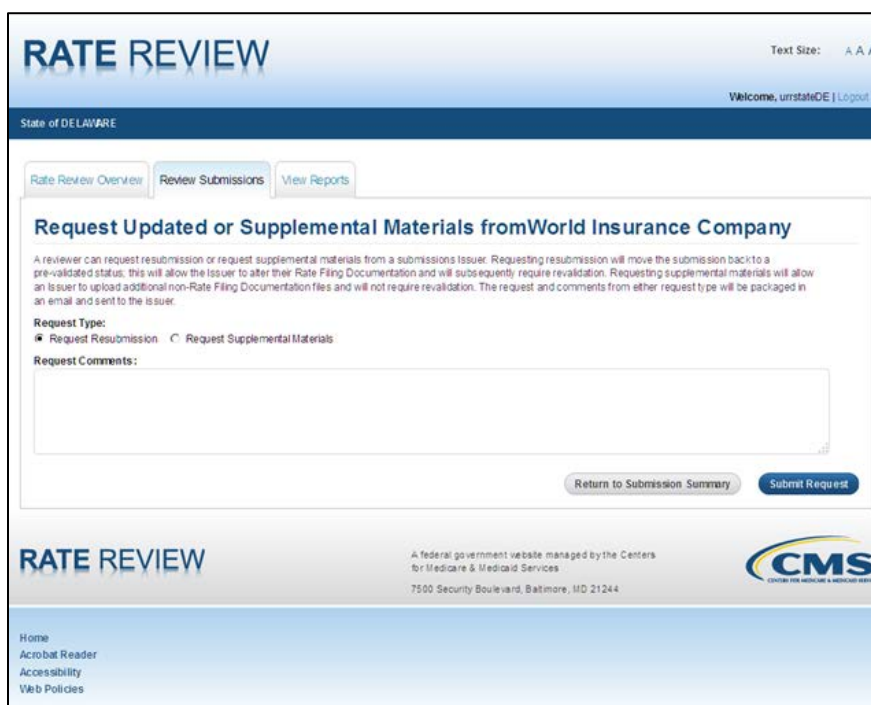 RATE REVIEW
Text Size: A A A
Welcome, urrstateDE | Logout
State of DELAWARE
Rate Review Overview
Review Submissions
View Reports
Request Updated or Supplemental Materials fromWorld Insurance Company
A reviewer can request resubmission or request supplemental materials from a submissions Issuer. Requesting resubmission will move the submission back to a
pre-validated status; this will allow the Issuer to alter their Rate Filing Documentation and will subsequently require revalidation. Requesting supplemental materials will allow
an Issuer to upload additional non-Rate Filing Documentation files and will not require revalidation. The request and comments from either request type will be packaged in
an email and sent to the issuer.
Request Type:
Request Resubmission Request Supplemental Materials
Request Comments:
Return to Submission Summary
Submit Request
RATE REVIEW
A federal government website managed by the Centers
for Medicare & Medicaid Services
7500 Security Boulevard, Baltimore, MD 21244
CMS
CENTERS FOR MEDICARE & MEDICAID SERV
Home
Acrobat Reader
Accessibility
Web Policies